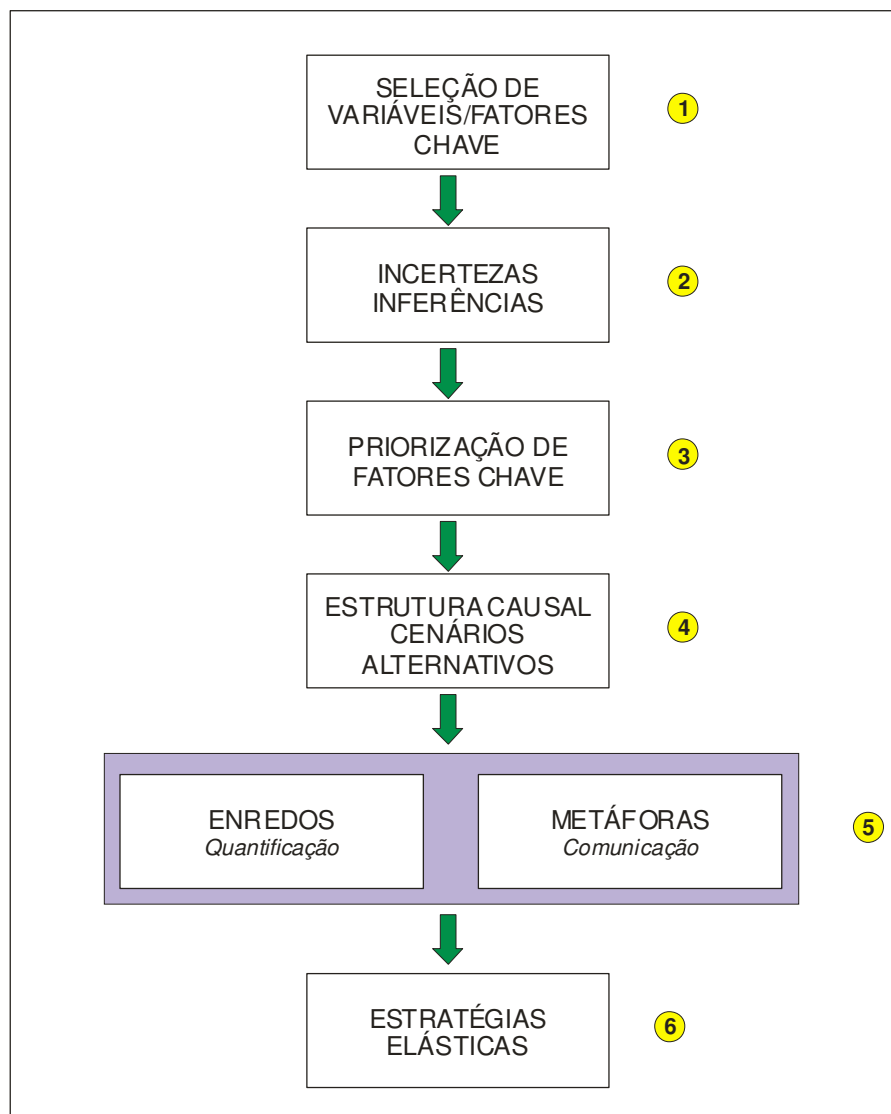 SELEÇÃO DE
VARIÁVEIS/FATORES
CHAVE
1
INCERTEZAS
INFERÊNCIAS
2
PRIORIZAÇÃO DE
FATORES CHAVE
3
ESTRUTURA CAUSAL
CENÁRIOS
ALTERNATIVOS
4
ENREDOS
Quantificação
METÁFORAS
Comunicação
5
ESTRATÉGIAS
ELÁSTICAS
6